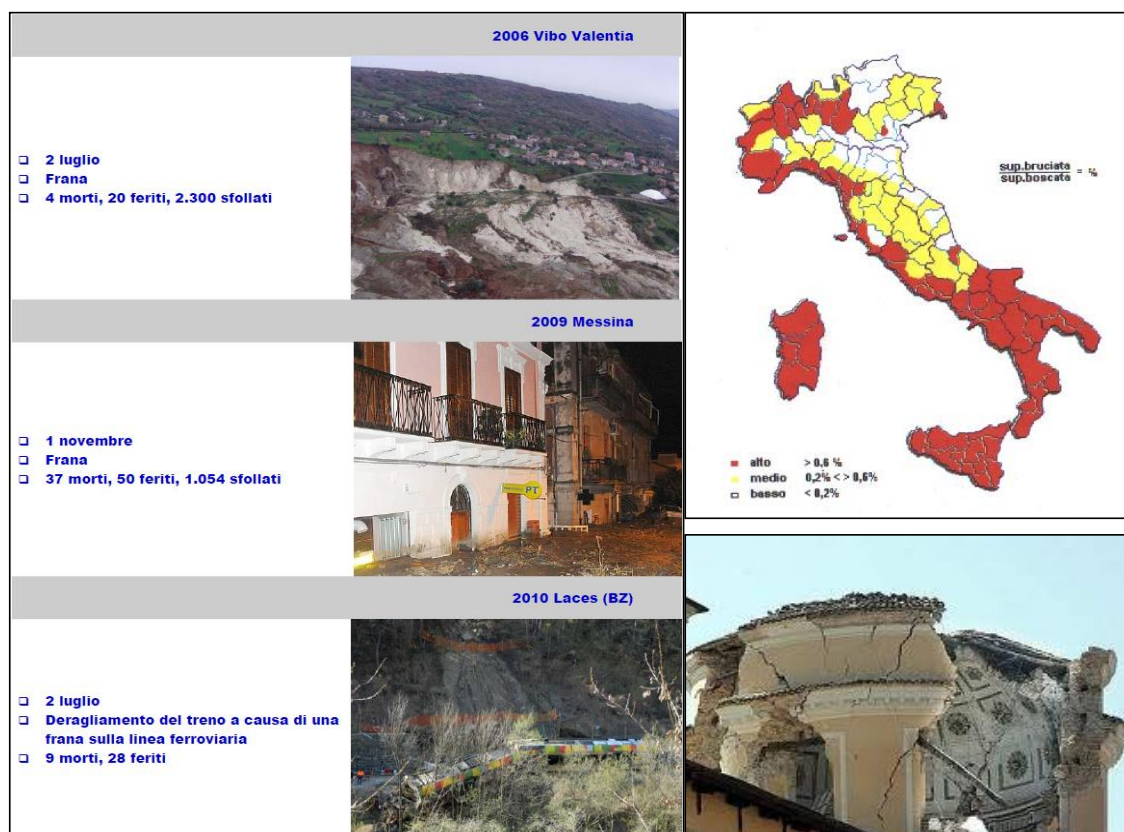 2006 Vibo Valentia
❑ 2 luglio
❑ Frana
❑ 4 morti, 20 feriti, 2.300 sfollati
2009 Messina
❑ 1 novembre
❑ Frana
❑ 37 morti, 50 feriti, 1.054 sfollati
PT
2010 Laces (BZ)
❑ 2 luglio
❑ Deragliamento del treno a causa di una
frana sulla linea ferroviaria
❑ 9 morti, 28 feriti
sup.bruciata
sup.boscata
= %
alto > 0,6 %
medio 0,2% < > 0,6%
basso < 0,2%